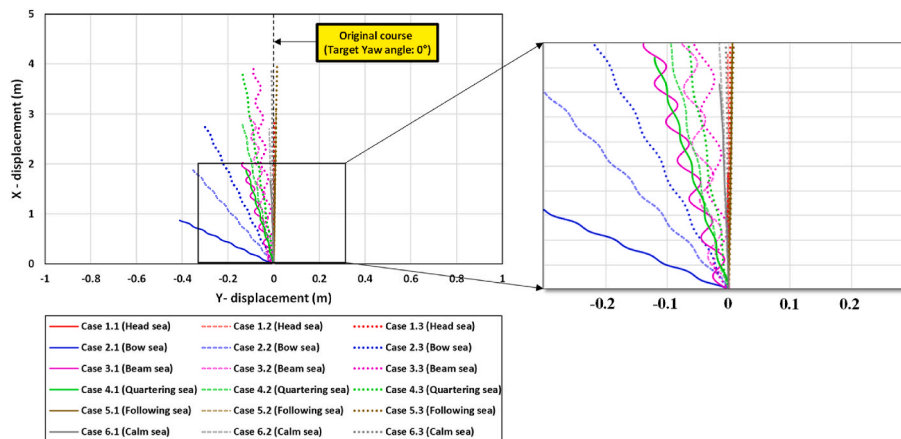 5
4
3
2
1
0
X - displacement (m)
Original course
(Target Yaw angle: 0°)
-1 -0.8 -0.6 -0.4 -0.2 0 0.2 0.4 0.6 0.8 1
Y- displacement (m)
-0.2 -0.1 0 0.1 0.2
Case 1.1 (Head sea) Case 1.2 (Head sea) Case 1.3 (Head sea)
Case 2.1 (Bow sea) Case 2.2 (Bow sea) Case 2.3 (Bow sea)
Case 3.1 (Beam sea) Case 3.2 (Beam sea) Case 3.3 (Beam sea)
Case 4.1 (Quartering sea) Case 4.2 (Quartering sea) Case 4.3 (Quartering sea)
Case 5.1 (Following sea) Case 5.2 (Following sea) Case 5.3 (Following sea)
Case 6.1 (Calm sea) Case 6.2 (Calm sea) Case 6.3 (Calm sea)